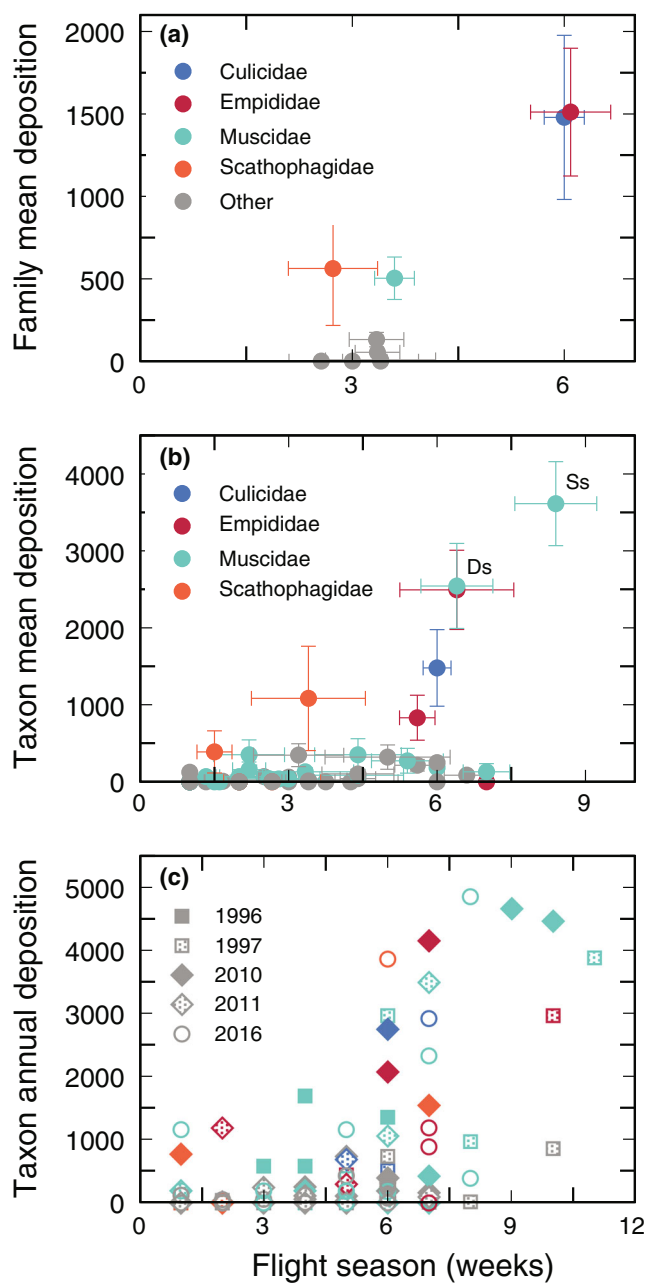 (a)
2000
1500
1000
500
0
Family mean deposition
Culicidae
Empididae
Muscidae
Scathophagidae
Other
0 3 6
(b)
4000
3000
2000
1000
0
Taxon mean deposition
Culicidae
Empididae
Muscidae
Scathophagidae
Ss
Ds
0 3 6 9
(c)
5000
4000
3000
2000
1000
0
Taxon annual deposition
1996
1997
2010
2011
2016
0 3 6 9 12
Flight season (weeks)